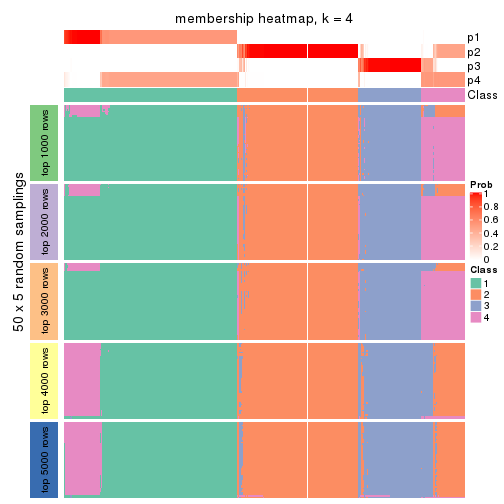 membership heatmap, k = 4
p1
p2
p3
p4
Class
50 x 5 random samplings
top 1000 rows
top 2000 rows
top 3000 rows
top 4000 rows
top 5000 rows
Prob
1
0.8
0.6
0.4
0.2
0
Class
1
2
3
4